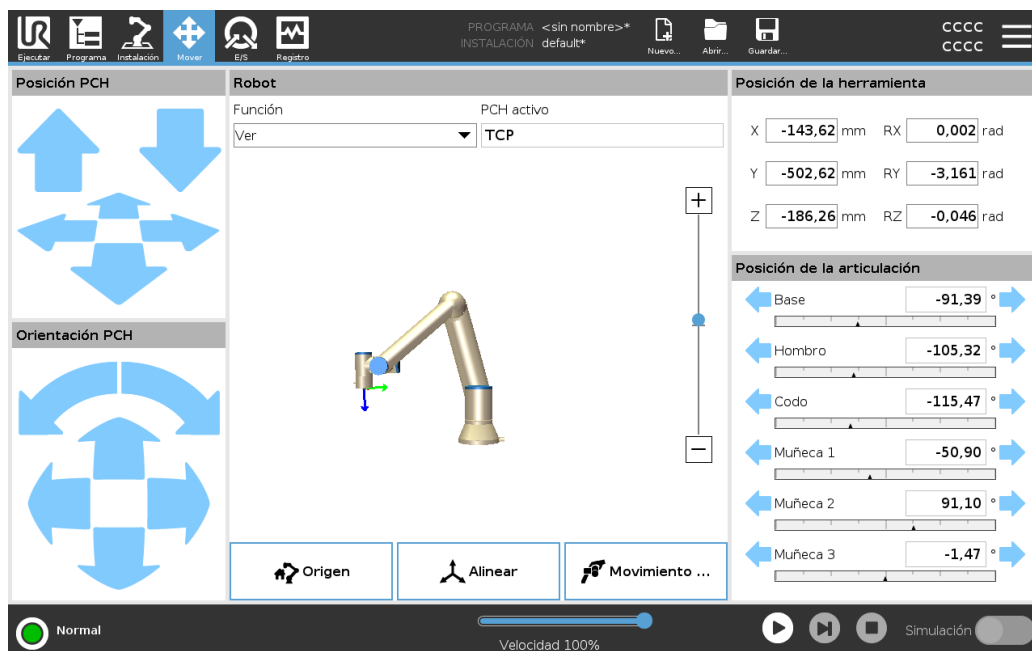 UR
Ejecutar
Programa
Instalación
Mover
E/S
Registro
PROGRAMA <sin nombre>*
INSTALACIÓN default*
Nuevo...
Abrir...
Guardar...
CCCC
CCCC
Posición PCH
Orientación PCH
Robot
Función
PCH activo
Ver
TCP
Origen
Alinear
Movimiento ...
Posición de la herramienta
X -143,62 mm RX 0,002 rad
Y -502,62 mm RY -3,161 rad
Z -186,26 mm RZ -0,046 rad
Posición de la articulación
Base -91,39 °
Hombro -105,32 °
Codo -115,47 °
Muñeca 1 -50,90 °
Muñeca 2 91,10 °
Muñeca 3 -1,47 °
Normal
Velocidad 100%
Simulación